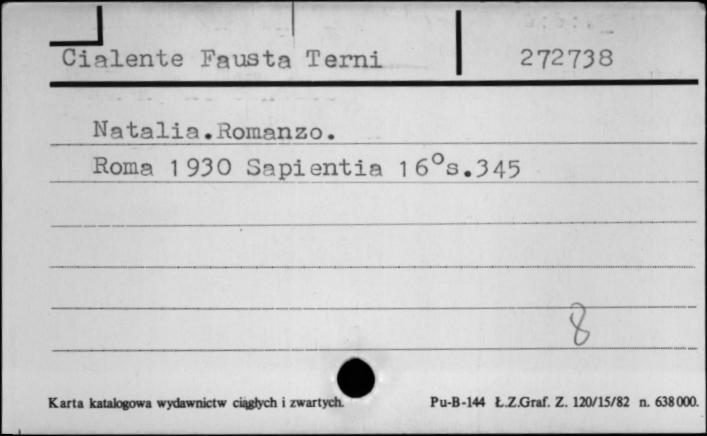 Cialente Fausta Terni 272738
Natalia.Romanzo.
Roma 1930 Sapientia 16°s.345
8
Karta katalogowa wydawnictw ciągłych i zwartych. Pu-B-144 Ł.Z.Graf. Z. 120/15/82 n. 638000.